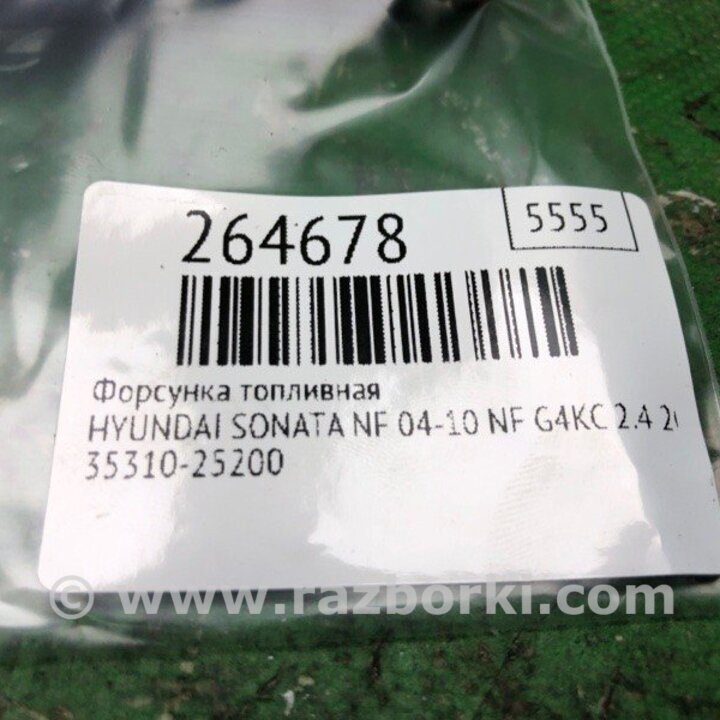 264678
5555
Форсунка топливная
HYUNDAI SONATA NF 04-10 NF G4KC 2.4
35310-25200
© www.razborki.com